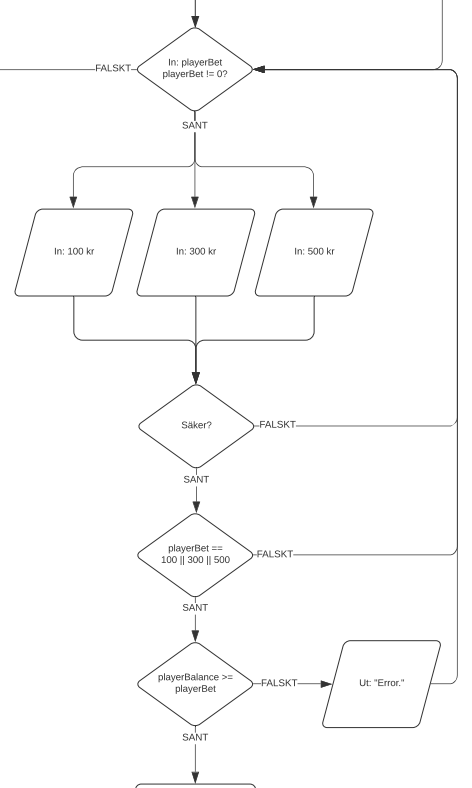 In: playerBet
playerBet != 0?
FALSKT
SANT
In: 100 kr
In: 300 kr
In: 500 kr
Säker?
FALSKT
SANT
playerBet ==
100 || 300 || 500
FALSKT
SANT
playerBalance >=
playerBet
FALSKT
Ut: "Error."
SANT